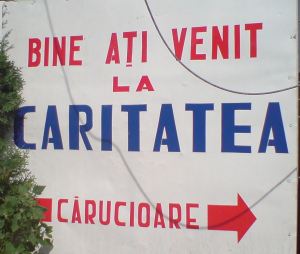 BINE AȚI VENIT
LA
CARITATEA
CĂRUCIOARE